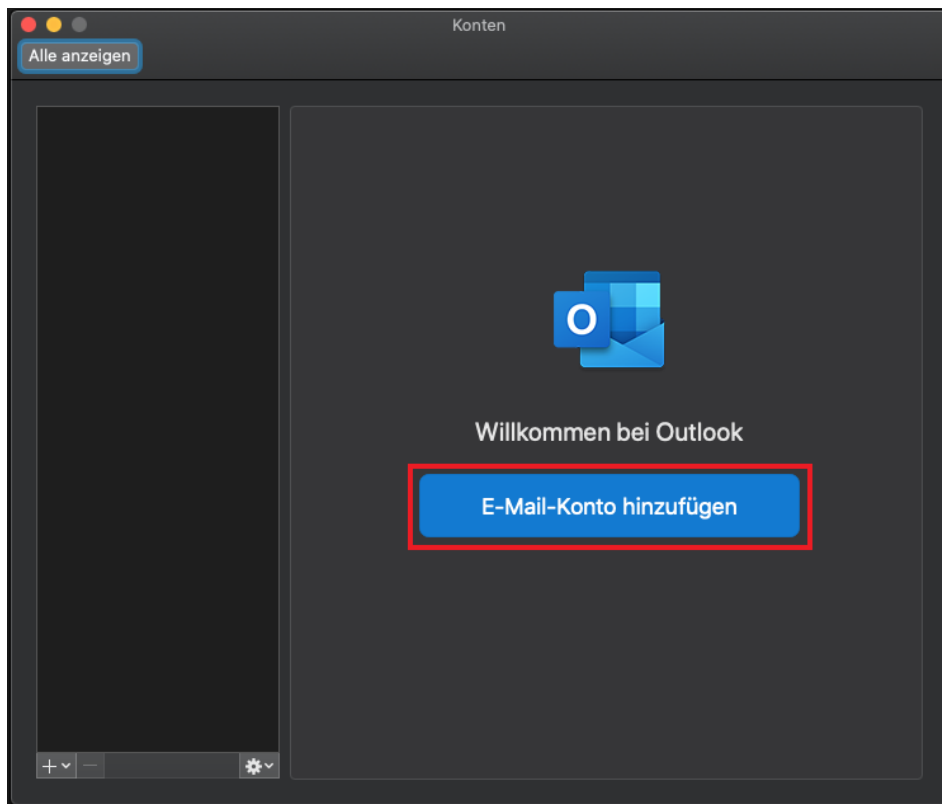 Konten
Alle anzeigen
O
Willkommen bei Outlook
E-Mail-Konto hinzufügen